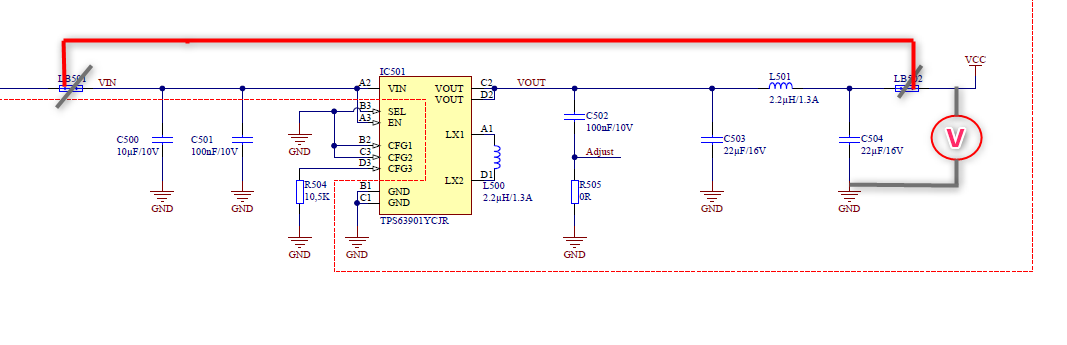 VCC
IC501
LB501
VIN
A2
VIN
VOUT
C2
VOUT
LB502
L501
VOUT
D2
2.2µH/1.3A
B3
SEL
A3
EN
C502
100nF/10V
LX1
A1
V
C500
10µF/10V
C501
100nF/10V
B2
CFG1
C503
22µF/16V
C504
22µF/16V
GND
C3
CFG2
Adjust
D3
CFG3
LX2
D1
R504
10,5K
B1
GND
L500
2.2µH/1.3A
R505
0R
C1
GND
GND
GND
GND
GND
TPS63901YCJR
GND
GND
GND